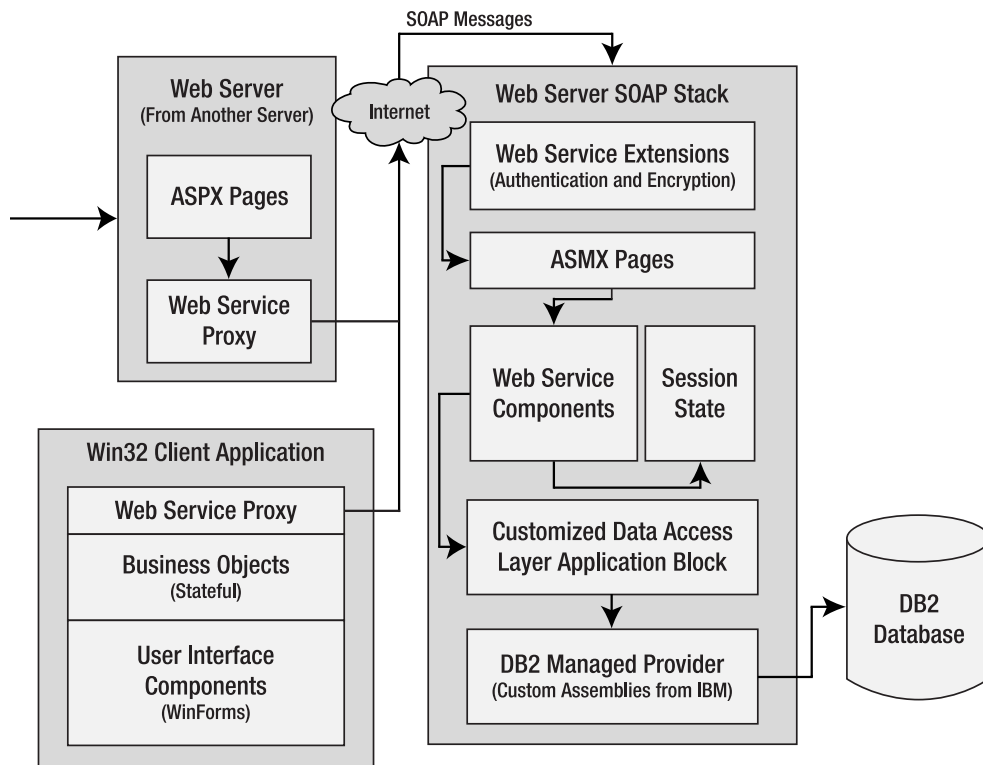 SOAP Messages
Web Server
(From Another Server)
ASPX Pages
Web Service
Proxy
Internet
Web Server SOAP Stack
Web Service Extensions
(Authentication and Encryption)
ASMX Pages
Web Service
Components
Session
State
Customized Data Access
Layer Application Block
DB2 Managed Provider
(Custom Assemblies from IBM)
DB2
Database
Win32 Client Application
Web Service Proxy
Business Objects
(Stateful)
User Interface
Components
(WinForms)